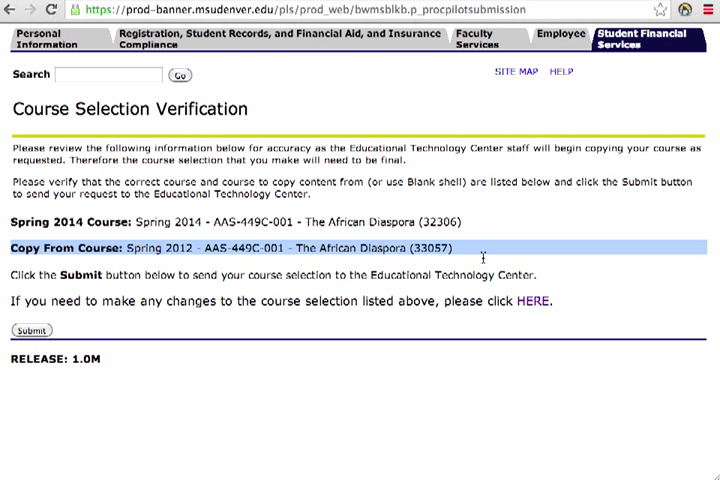 https://prod-banner.msudenver.edu/pls/prod_web/bwmsblkb.p_procpilotsubmission
Personal Information
Registration, Student Records, and Financial Aid, and Insurance Compliance
Faculty Services
Employee
Student Financial Services
Search
Go
SITE MAP HELP
Course Selection Verification
Please review the following information below for accuracy as the Educational Technology Center staff will begin copying your course as
requested. Therefore the course selection that you make will need to be final.
Please verify that the correct course and course to copy content from (or use Blank shell) are listed below and click the Submit button
to send your request to the Educational Technology Center.
Spring 2014 Course: Spring 2014 - AAS-449C-001 - The African Diaspora (32306)
Copy From Course: Spring 2012 - AAS-449C-001 - The African Diaspora (33057)
Click the Submit button below to send your course selection to the Educational Technology Center.
If you need to make any changes to the course selection listed above, please click HERE.
Submit
RELEASE: 1.0M